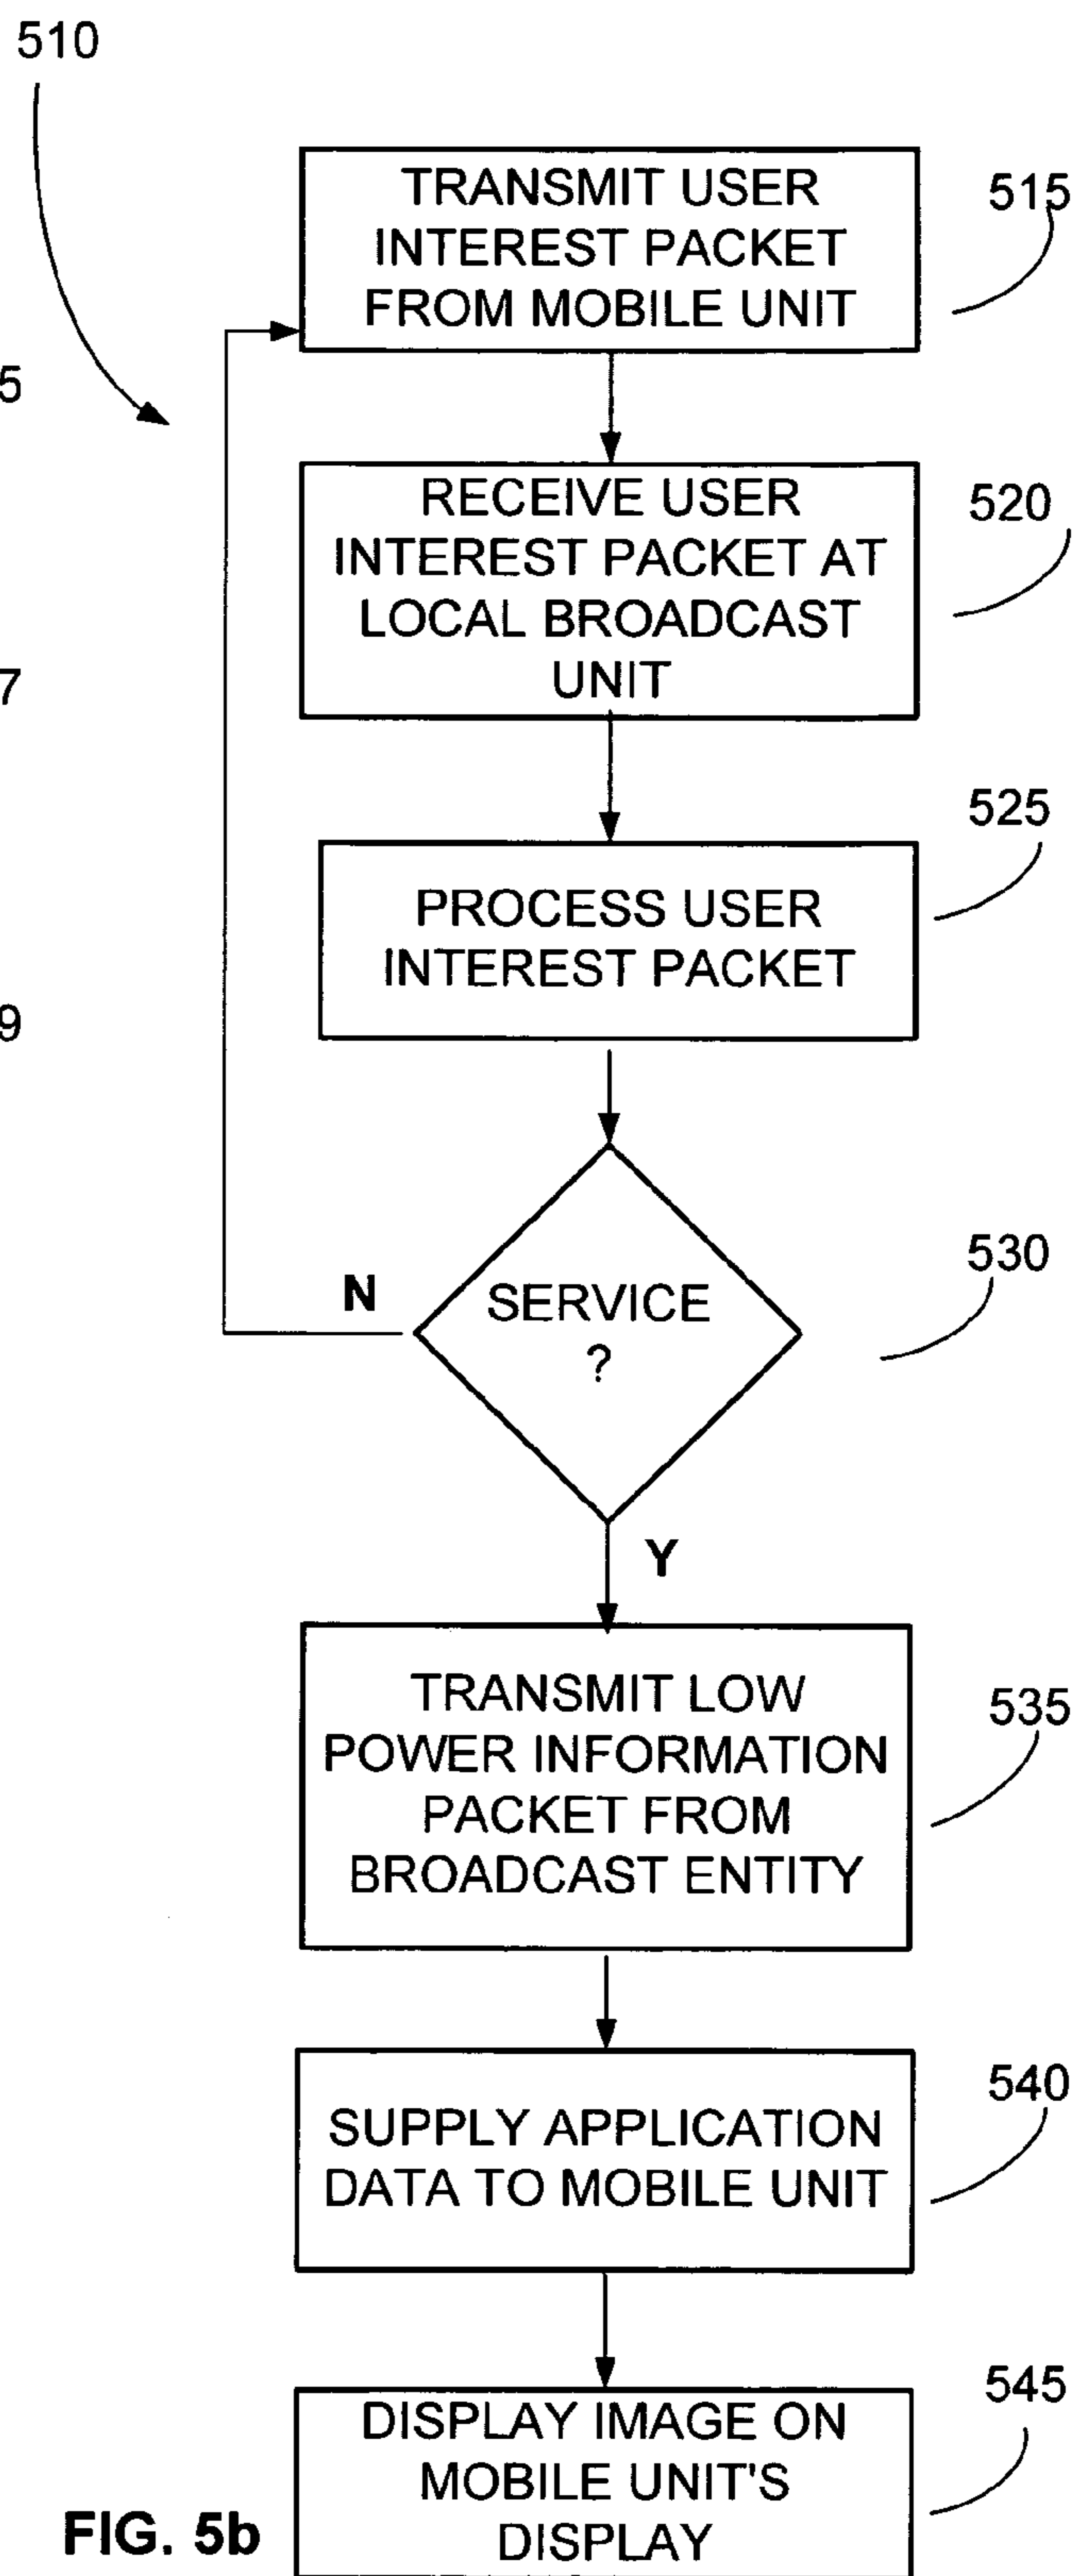 510
TRANSMIT USER
INTEREST PACKET
FROM MOBILE UNIT
515
5
RECEIVE USER
INTEREST PACKET AT
LOCAL BROADCAST
UNIT
520
7
PROCESS USER
INTEREST PACKET
525
9
SERVICE
?
530
N
Y
TRANSMIT LOW
POWER INFORMATION
PACKET FROM
BROADCAST ENTITY
535
SUPPLY APPLICATION
DATA TO MOBILE UNIT
540
DISPLAY IMAGE ON
MOBILE UNIT'S
DISPLAY
545
FIG. 5b